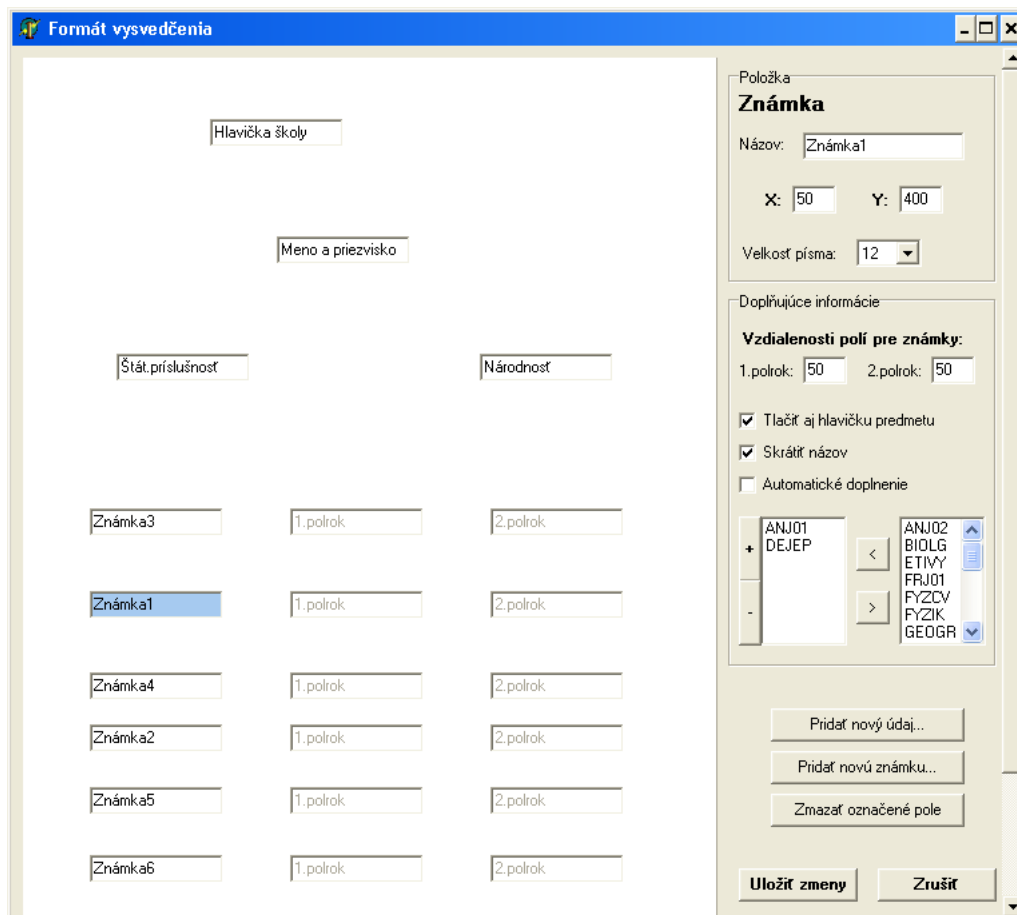 Formát vysvedčenia
Hlavička školy
Meno a priezvisko
Štát.príslušnosť
Národnosť
Známka3 1.polrok 2.polrok
Známka1 1.polrok 2.polrok
Známka4 1.polrok 2.polrok
Známka2 1.polrok 2.polrok
Známka5 1.polrok 2.polrok
Známka6 1.polrok 2.polrok
Položka
Známka
Názov: Známka1
X: 50 Y: 400
Velkosť písma: 12
Doplňujúce informácie
Vzdialenosti polí pre známky:
1.polrok: 50 2.polrok: 50
Tlačiť aj hlavičku predmetu
Skrátiť názov
Automatické doplnenie
+
-
ANJ01
DEJEP
<
>
ANJ02
BIOLG
ETIVY
FRJ01
FYZCV
FYZIK
GEOGR
Pridať nový údaj...
Pridať novú známku...
Zmazať označené pole
Uložiť zmeny Zrušiť